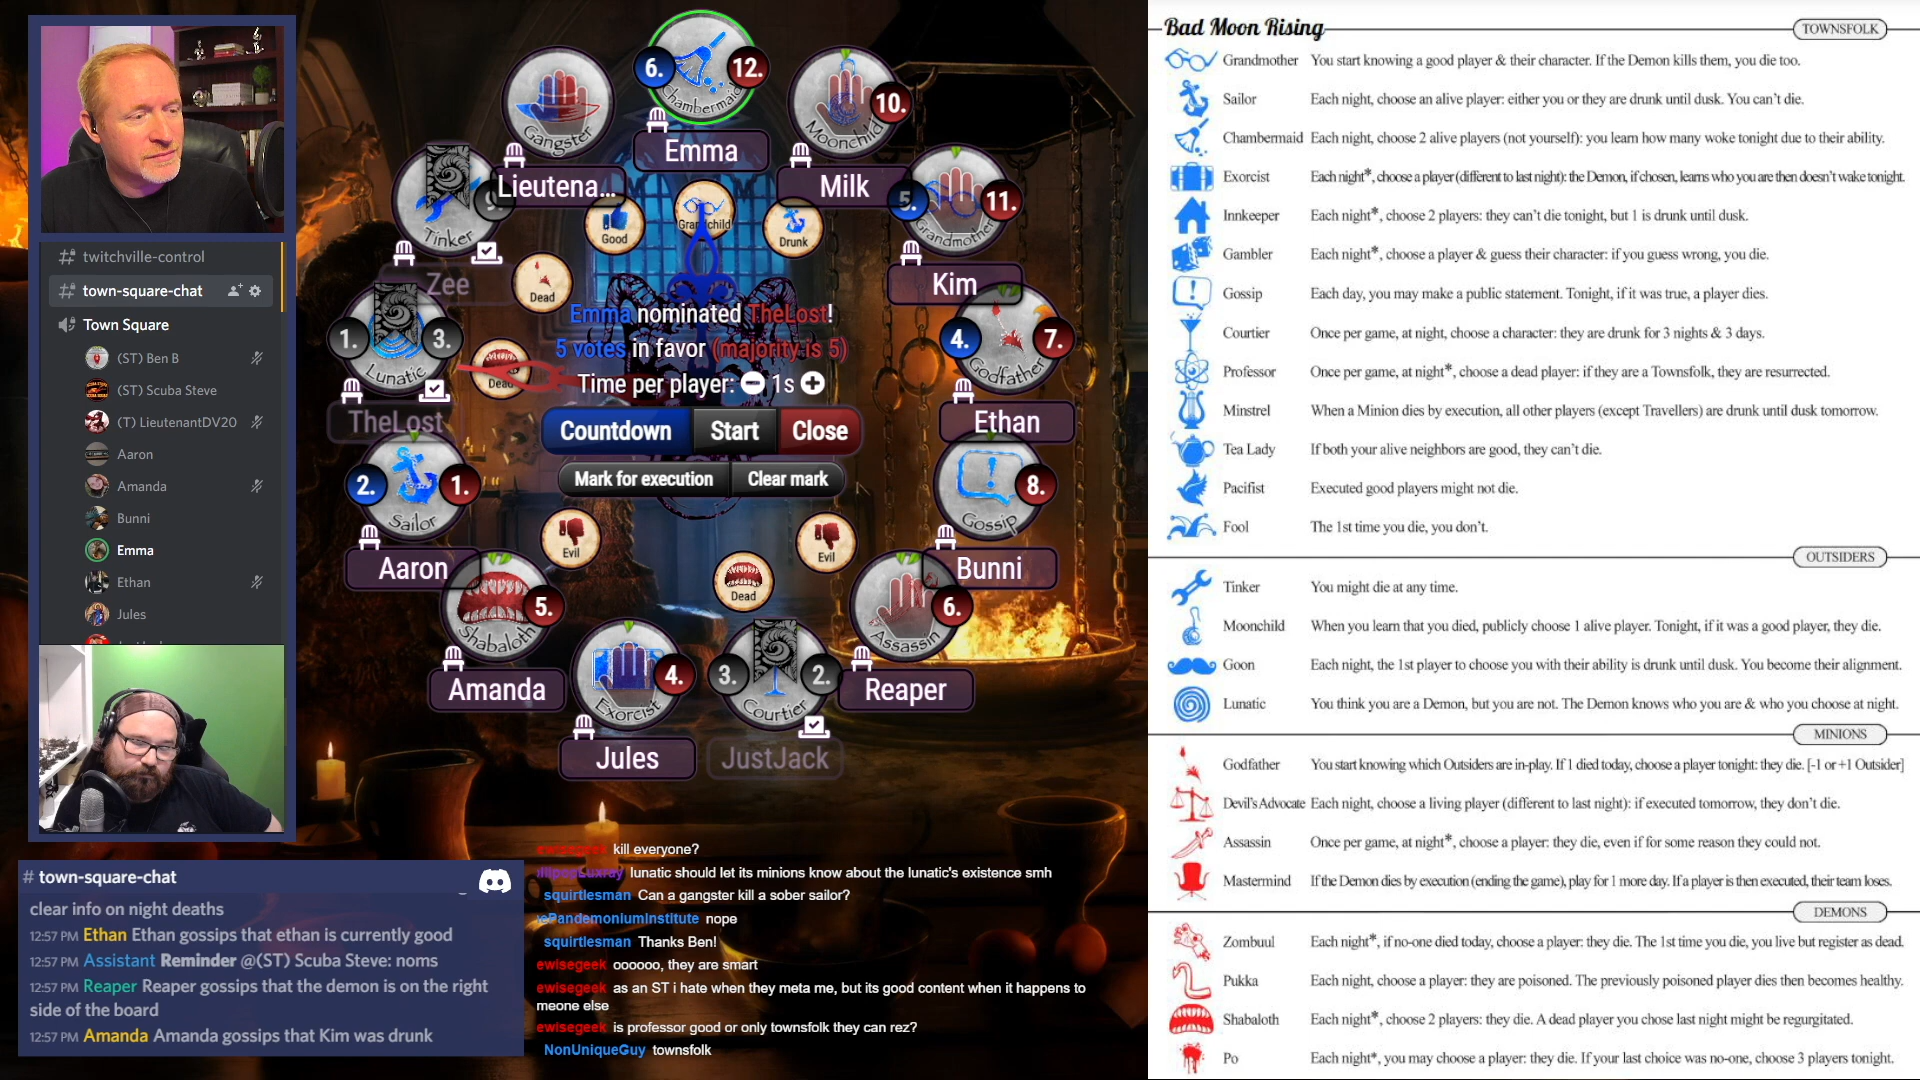 twitchville-control
town-square-chat
Town Square
(ST) Ben B
(ST) Scuba Steve
(T) LieutenantDV20
Aaron
Amanda
Bunni
Emma
Ethan
Jules
# town-square-chat
clear info on night deaths
12:57 PM Ethan Ethan gossips that ethan is currently good
12:57 PM Assistant Reminder @(ST) Scuba Steve: noms
12:57 PM Reaper Reaper gossips that the demon is on the right
side of the board
12:57 PM Amanda Amanda gossips that Kim was drunk
6.
12.
Chambermaid
Emma
Gangster
Lieutena...
10.
Moonchild
Milk
9.
Tinker
Zee
5.
11.
Grandmother
Kim
Good
Grandchild
Drunk
Dead
1.
3.
Lunatic
TheLost
Dead
4.
7.
Godfather
Ethan
Emma nominated TheLost!
5 votes in favor (majority is 5)
Time per player: 1s
Countdown
Start
Close
Mark for execution
Clear mark
2.
1.
Sailor
Aaron
8.
Gossip
Bunni
Evil
Evil
Dead
5.
Shabaloth
Amanda
4.
Exorcist
Jules
3.
2.
Courtier
JustJack
6.
Assassin
Reaper
ewisegeek kill everyone?
lunatic should let its minions know about the lunatic's existence smh
squirtlesman Can a gangster kill a sober sailor?
ePandemoniumInstitute nope
squirtlesman Thanks Ben!
ewisegeek oooooo, they are smart
ewisegeek as an ST i hate when they meta me, but its good content when it happens to
meone else
ewisegeek is professor good or only townsfolk they can rez?
NonUniqueGuy townsfolk
Bad Moon Rising
TOWNSFOLK
Grandmother You start knowing a good player & their character. If the Demon kills them, you die too.
Sailor Each night, choose an alive player: either you or they are drunk until dusk. You can't die.
Chambermaid Each night, choose 2 alive players (not yourself): you learn how many woke tonight due to their ability.
Exorcist Each night*, choose a player (different to last night): the Demon, if chosen, learns who you are then doesn't wake tonight.
Innkeeper Each night*, choose 2 players: they can't die tonight, but 1 is drunk until dusk.
Gambler Each night*, choose a player & guess their character: if you guess wrong, you die.
Gossip Each day, you may make a public statement. Tonight, if it was true, a player dies.
Courtier Once per game, at night, choose a character: they are drunk for 3 nights & 3 days.
Professor Once per game, at night*, choose a dead player: if they are a Townsfolk, they are resurrected.
Minstrel When a Minion dies by execution, all other players (except Travellers) are drunk until dusk tomorrow.
Tea Lady If both your alive neighbors are good, they can't die.
Pacifist Executed good players might not die.
Fool The 1st time you die, you don't.
OUTSIDERS
Tinker You might die at any time.
Moonchild When you learn that you died, publicly choose 1 alive player. Tonight, if it was a good player, they die.
Goon Each night, the 1st player to choose you with their ability is drunk until dusk. You become their alignment.
Lunatic You think you are a Demon, but you are not. The Demon knows who you are & who you choose at night.
MINIONS
Godfather You start knowing which Outsiders are in-play. If 1 died today, choose a player tonight: they die. [-1 or +1 Outsider]
Devil's Advocate Each night, choose a living player (different to last night): if executed tomorrow, they don't die.
Assassin Once per game, at night*, choose a player: they die, even if for some reason they could not.
Mastermind If the Demon dies by execution (ending the game), play for 1 more day. If a player is then executed, their team loses.
DEMONS
Zombuul Each night*, if no-one died today, choose a player: they die. The 1st time you die, you live but register as dead.
Pukka Each night, choose a player: they are poisoned. The previously poisoned player dies then becomes healthy.
Shabaloth Each night*, choose 2 players: they die. A dead player you chose last night might be regurgitated.
Po Each night*, you may choose a player: they die. If your last choice was no-one, choose 3 players tonight.